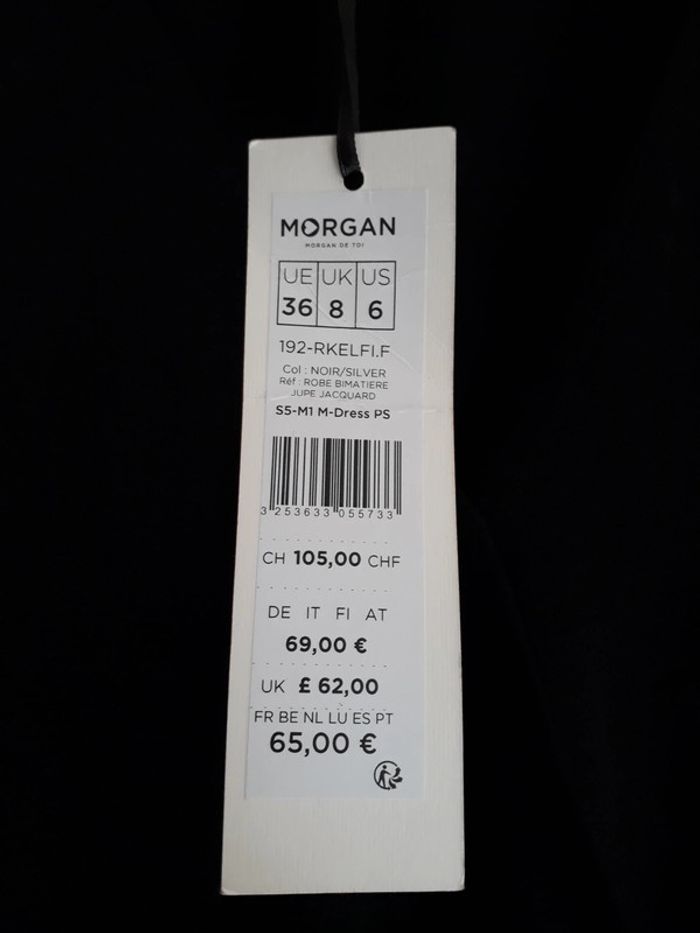 MORGAN
MORGAN DE TOI
UE UK US
36 8 6
192-RKELFI.F
Col : NOIR/SILVER
Réf : ROBE BIMATIERE
JUPE JACQUARD
S5-M1 M-Dress PS
3 253633 055733
CH 105,00 CHF
DE IT FI AT
69,00 €
UK £ 62,00
FR BE NL LU ES PT
65,00 €